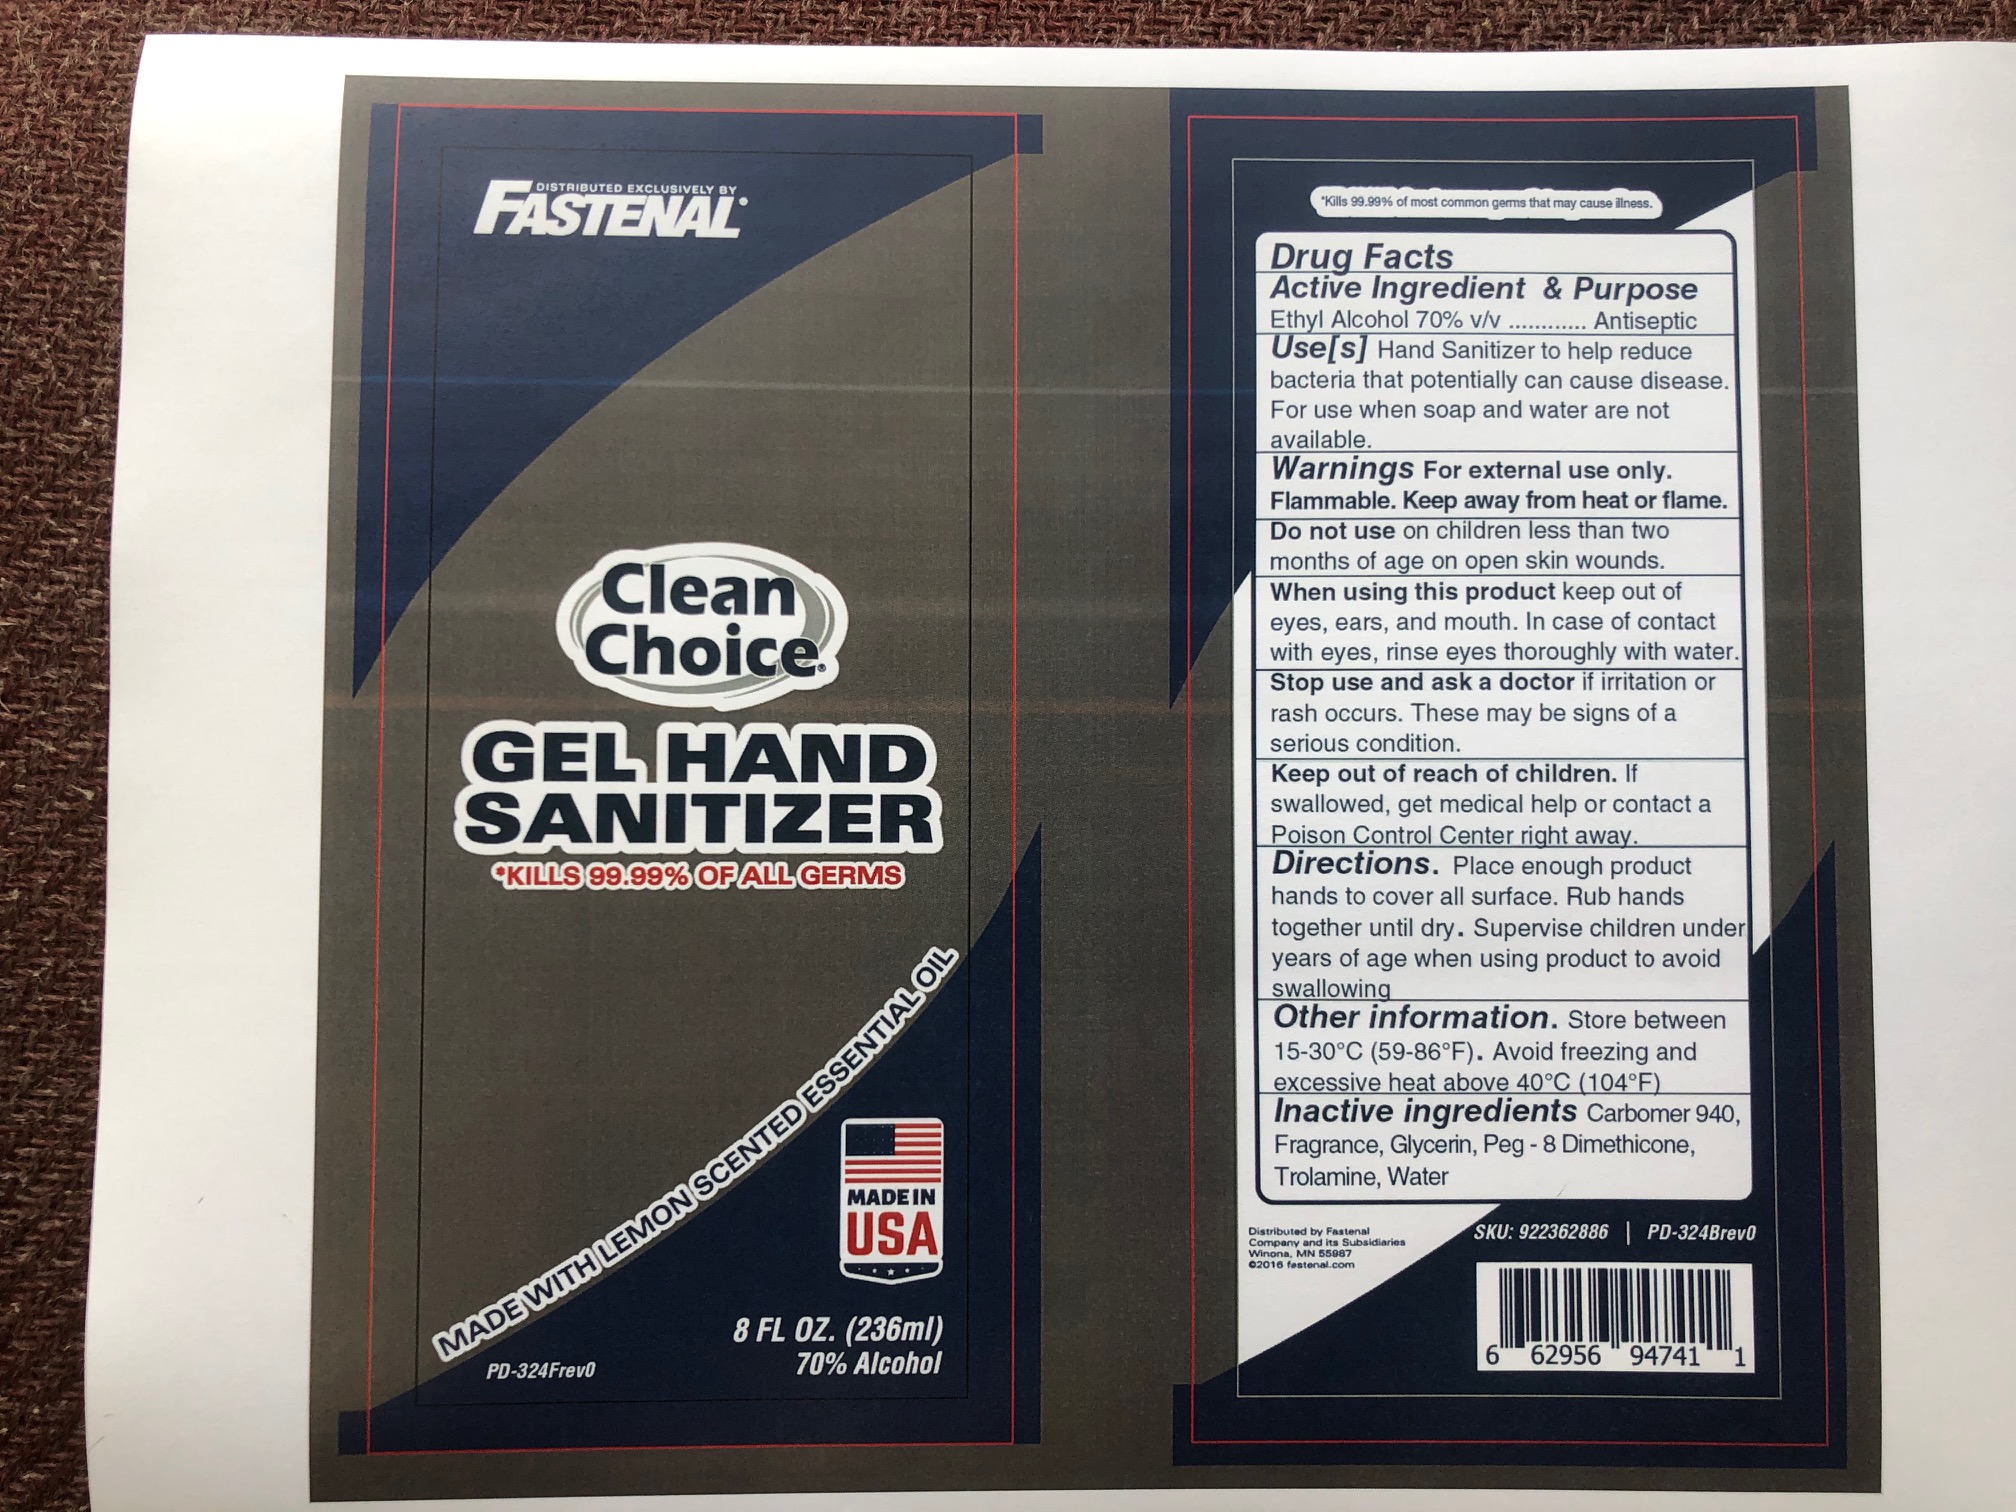 DISTRIBUTED EXCLUSIVELY BY
FASTENAL®
Clean
Choice®
GEL HAND
SANITIZER
*KILLS 99.99% OF ALL GERMS
MADE WITH LEMON SCENTED ESSENTIAL OIL
MADE IN
USA
8 FL OZ. (236ml)
70% Alcohol
PD-324Frev0
*Kills 99.99% of most common germs that may cause illness.
Drug Facts
Active Ingredient & Purpose
Ethyl Alcohol 70% v/v ............ Antiseptic
Use[s] Hand Sanitizer to help reduce
bacteria that potentially can cause disease.
For use when soap and water are not
available.
Warnings For external use only.
Flammable. Keep away from heat or flame.
Do not use on children less than two
months of age on open skin wounds.
When using this product keep out of
eyes, ears, and mouth. In case of contact
with eyes, rinse eyes thoroughly with water.
Stop use and ask a doctor if irritation or
rash occurs. These may be signs of a
serious condition.
Keep out of reach of children. If
swallowed, get medical help or contact a
Poison Control Center right away.
Directions. Place enough product
hands to cover all surface. Rub hands
together until dry. Supervise children under
years of age when using product to avoid
swallowing
Other information. Store between
15-30°C (59-86°F). Avoid freezing and
excessive heat above 40°C (104°F)
Inactive ingredients Carbomer 940,
Fragrance, Glycerin, Peg - 8 Dimethicone,
Trolamine, Water
Distributed by Fastenal
Company and its Subsidiaries
Winona, MN 55987
©2016 fastenal.com
SKU: 922362886 | PD-324Brev0
6 62956 94741 1